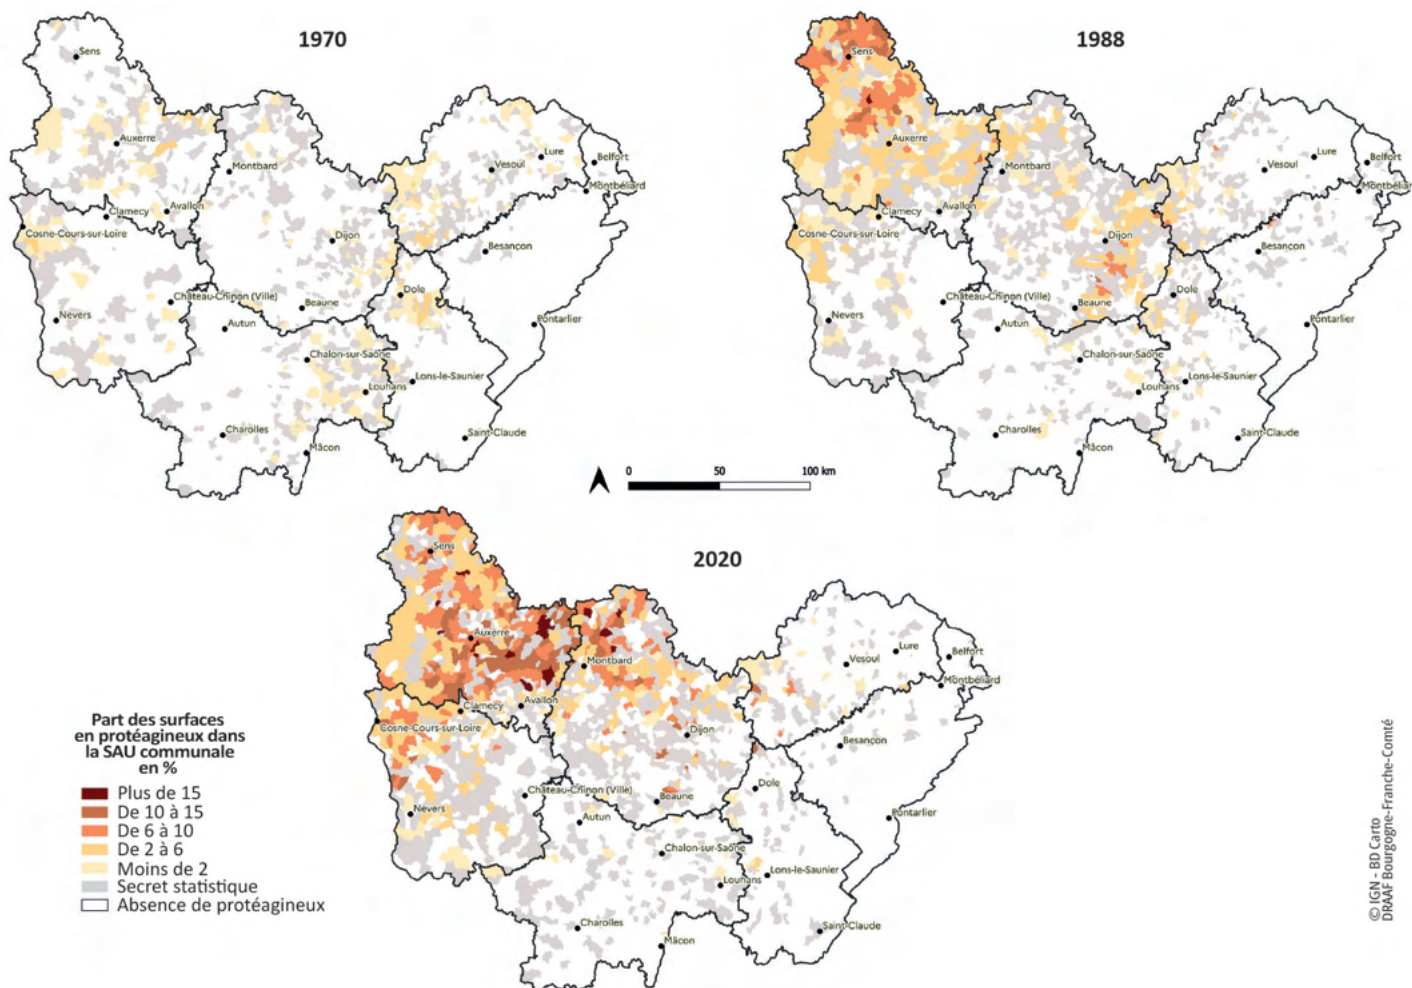 1970
Sens
Auxerre
Montbard
Vesoul
Lure
Belfort
Montbéliard
Avallon
Clamecy
Cosne-Cours-sur-Loire
Dijon
Besançon
Château-Chinon (Ville)
Dole
Beaune
Nevers
Autun
Pontarlier
Chalon-sur-Saône
Lons-le-Saunier
Louhans
Charolles
Saint-Claude
Mâcon
1988
Sens
Auxerre
Montbard
Vesoul
Lure
Belfort
Montbéliard
Avallon
Clamecy
Cosne-Cours-sur-Loire
Dijon
Besançon
Château-Chinon (Ville)
Dole
Beaune
Nevers
Autun
Pontarlier
Chalon-sur-Saône
Lons-le-Saunier
Louhans
Charolles
Saint-Claude
Mâcon
0 50 100 km
2020
Sens
Auxerre
Montbard
Vesoul
Lure
Belfort
Montbéliard
Avallon
Clamecy
Cosne-Cours-sur-Loire
Dijon
Besançon
Château-Chinon (Ville)
Dole
Beaune
Nevers
Autun
Pontarlier
Chalon-sur-Saône
Lons-le-Saunier
Louhans
Charolles
Saint-Claude
Mâcon
Part des surfaces
en protéagineux dans
la SAU communale
en %
Plus de 15
De 10 à 15
De 6 à 10
De 2 à 6
Moins de 2
Secret statistique
Absence de protéagineux
© IGN - BD Carto
DRAAF Bourgogne-Franche-Comté